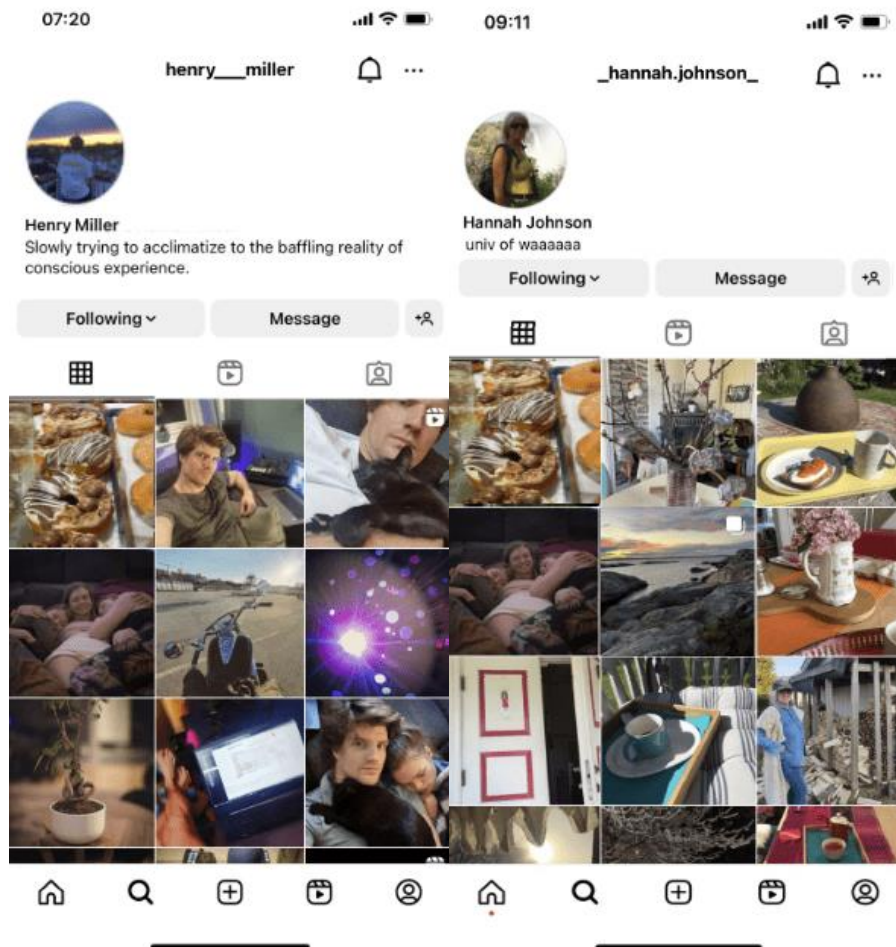 07:20
henry___miller
Henry Miller
Slowly trying to acclimatize to the baffling reality of
conscious experience.
Following
Message
09:11
_hannah.johnson_
Hannah Johnson
univ of waaaaaa
Following
Message